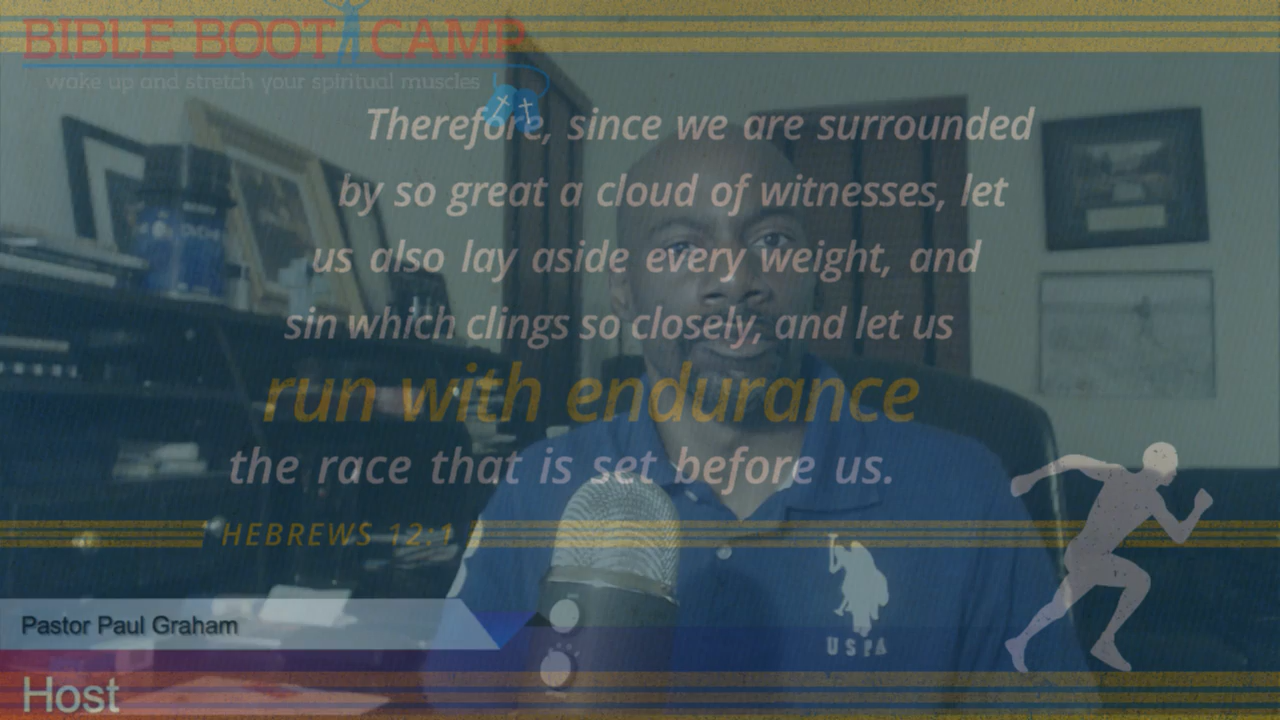 BIBLE BOOT CAMP
wake up and stretch your spiritual muscles
Therefore, since we are surrounded
by so great a cloud of witnesses, let
us also lay aside every weight, and
sin which clings so closely, and let us
run with endurance
the race that is set before us.
HEBREWS 12:1
USPA
Pastor Paul Graham
Host